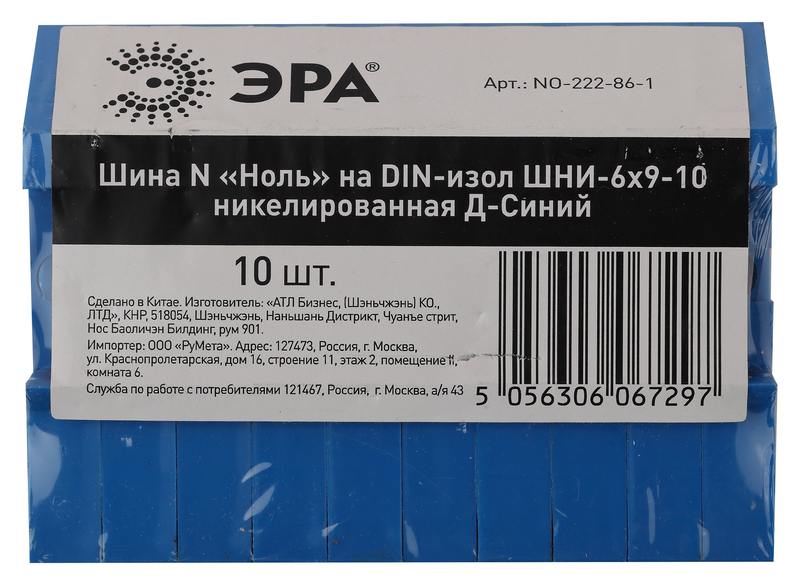 ЭРА®
Арт.: NO-222-86-1
Шина N «Ноль» на DIN-изол ШНИ-6х9-10
никелированная Д-Синий
10 шт.
Сделано в Китае. Изготовитель: «АТЛ Бизнес, (Шэньчжэнь) КО.,
ЛТД», КНР, 518054, Шэньчжэнь, Наньшань Дистрикт, Чуанъе стрит,
Нос Баоличэн Билдинг, рум 901.
Импортер: ООО «РуМета». Адрес: 127473, Россия, г. Москва,
ул. Краснопролетарская, дом 16, строение 11, этаж 2, помещение II,
комната 6.
Служба по работе с потребителями 121467, Россия, г. Москва, а/я 43
5 056306 067297